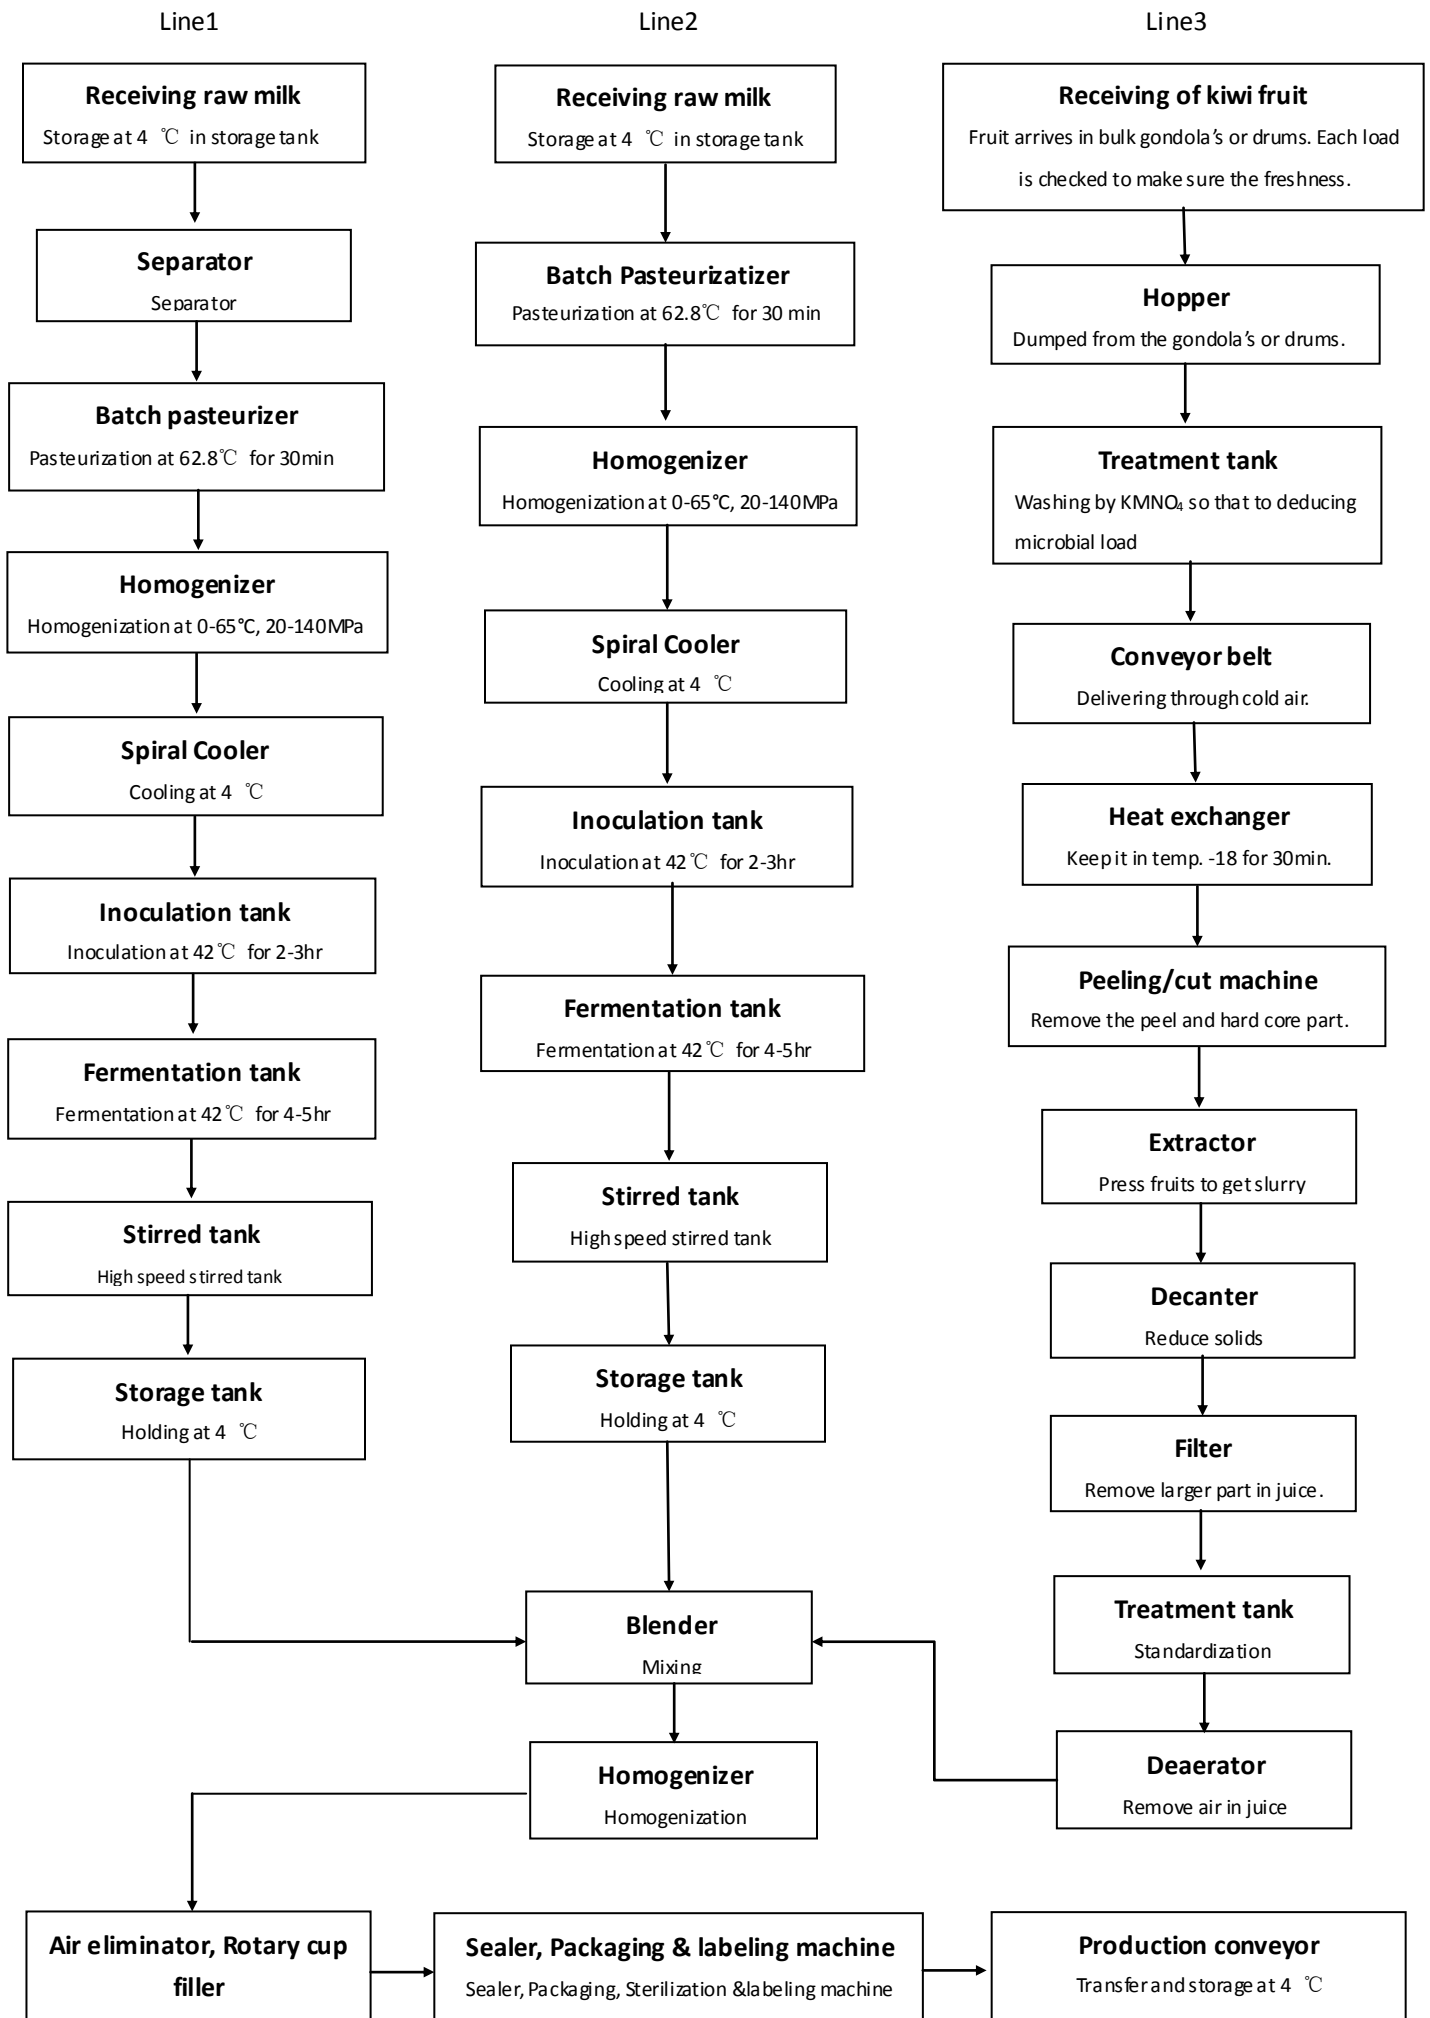 Line1
Receiving raw milk
Storage at 4 ℃ in storage tank
Separator
Separator
Batch pasteurizer
Pasteurization at 62.8℃ for 30min
Homogenizer
Homogenization at 0-65℃, 20-140MPa
Spiral Cooler
Cooling at 4 ℃
Inoculation tank
Inoculation at 42℃ for 2-3hr
Fermentation tank
Fermentation at 42℃ for 4-5hr
Stirred tank
High speed stirred tank
Storage tank
Holding at 4 ℃
Line2
Receiving raw milk
Storage at 4 ℃ in storage tank
Batch Pasteurizatizer
Pasteurization at 62.8℃ for 30 min
Homogenizer
Homogenization at 0-65℃, 20-140MPa
Spiral Cooler
Cooling at 4 ℃
Inoculation tank
Inoculation at 42℃ for 2-3hr
Fermentation tank
Fermentation at 42℃ for 4-5hr
Stirred tank
High speed stirred tank
Storage tank
Holding at 4 ℃
Line3
Receiving of kiwi fruit
Fruit arrives in bulk gondola's or drums. Each load
is checked to make sure the freshness.
Hopper
Dumped from the gondola's or drums.
Treatment tank
Washing by KMNO₄ so that to deducing
microbial load
Conveyor belt
Delivering through cold air.
Heat exchanger
Keep it in temp. -18 for 30min.
Peeling/cut machine
Remove the peel and hard core part.
Extractor
Press fruits to get slurry
Decanter
Reduce solids
Filter
Remove larger part in juice.
Treatment tank
Standardization
Deaerator
Remove air in juice
Blender
Mixing
Homogenizer
Homogenization
Air eliminator, Rotary cup
filler
Sealer, Packaging & labeling machine
Sealer, Packaging, Sterilization &labeling machine
Production conveyor
Transfer and storage at 4 ℃